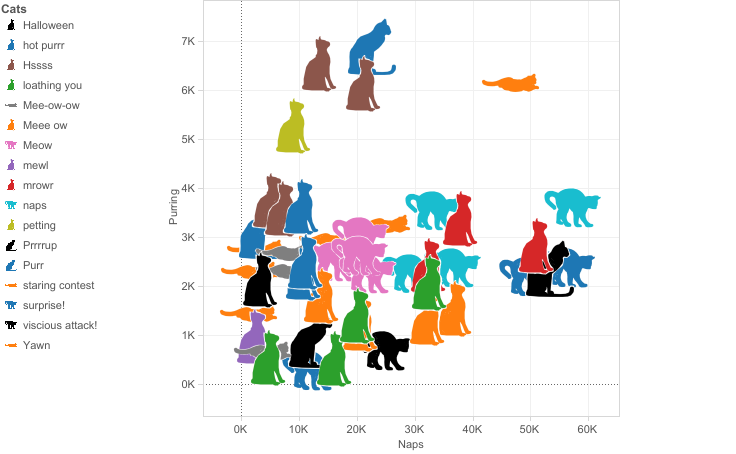 Cats
Halloween
hot purrr
Hssss
loathing you
Mee-ow-ow
Meee ow
Meow
mewl
mrowr
naps
petting
Prrrrup
Purr
staring contest
surprise!
viscious attack!
Yawn
7K
6K
5K
4K
3K
2K
1K
0K
Purring
0K 10K 20K 30K 40K 50K 60K
Naps